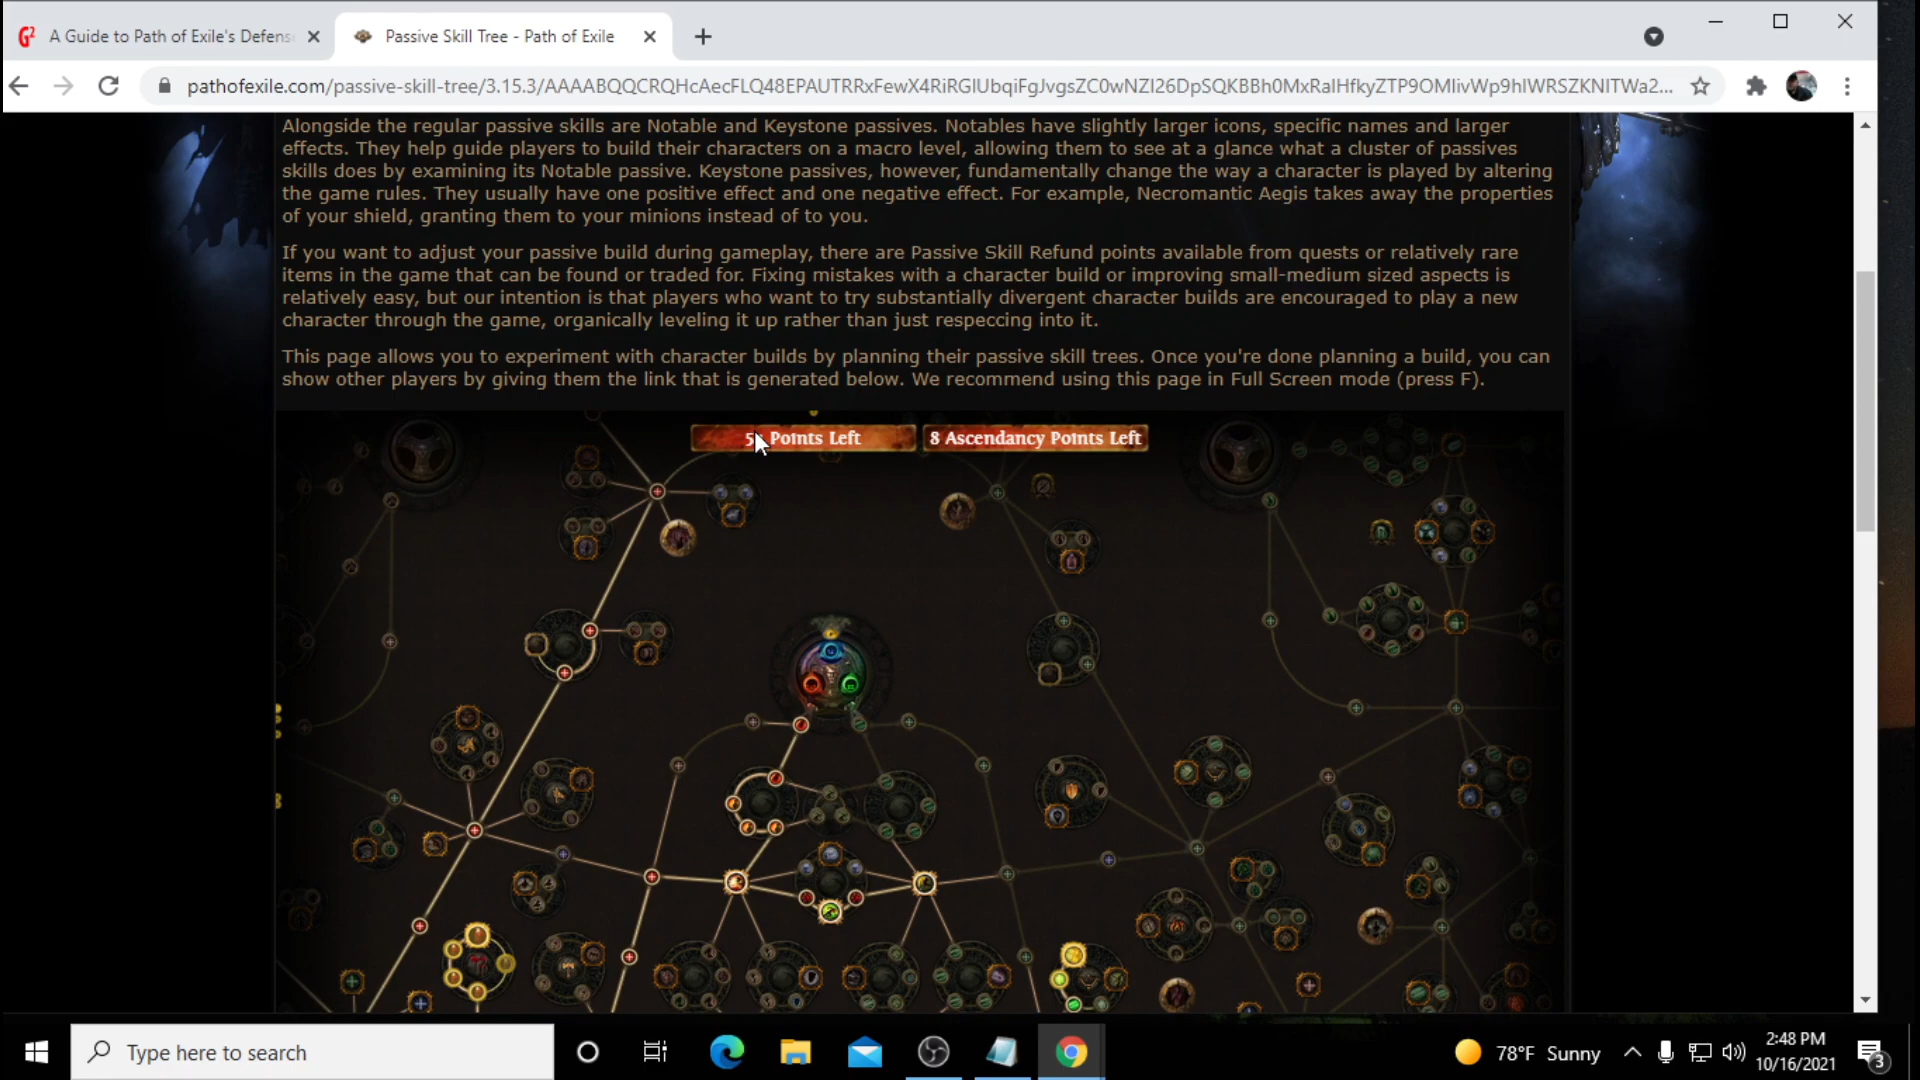 A Guide to Path of Exile's Defens
Passive Skill Tree - Path of Exile
Alongside the regular passive skills are Notable and Keystone passives. Notables have slightly larger icons, specific names and larger
effects. They help guide players to build their characters on a macro level, allowing them to see at a glance what a cluster of passives
skills does by examining its Notable passive. Keystone passives, however, fundamentally change the way a character is played by altering
the game rules. They usually have one positive effect and one negative effect. For example, Necromantic Aegis takes away the properties
of your shield, granting them to your minions instead of to you.
If you want to adjust your passive build during gameplay, there are Passive Skill Refund points available from quests or relatively rare
items in the game that can be found or traded for. Fixing mistakes with a character build or improving small-medium sized aspects is
relatively easy, but our intention is that players who want to try substantially divergent character builds are encouraged to play a new
character through the game, organically leveling it up rather than just respeccing into it.
This page allows you to experiment with character builds by planning their passive skill trees. Once you're done planning a build, you can
show other players by giving them the link that is generated below. We recommend using this page in Full Screen mode (press F).
Points Left
8 Ascendancy Points Left
Type here to search
78°F Sunny
2:48 PM
10/16/2021
3